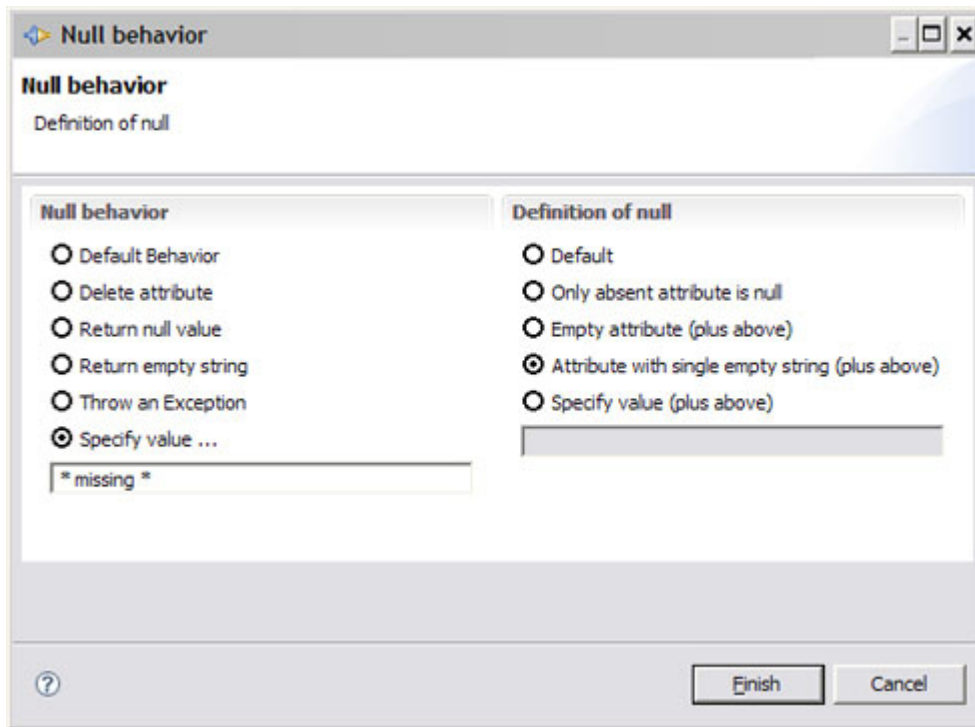 Null behavior
Null behavior
Definition of null
Null behavior
Default Behavior
Delete attribute
Return null value
Return empty string
Throw an Exception
Specify value ...
* missing *
Definition of null
Default
Only absent attribute is null
Empty attribute (plus above)
Attribute with single empty string (plus above)
Specify value (plus above)
?
Finish
Cancel